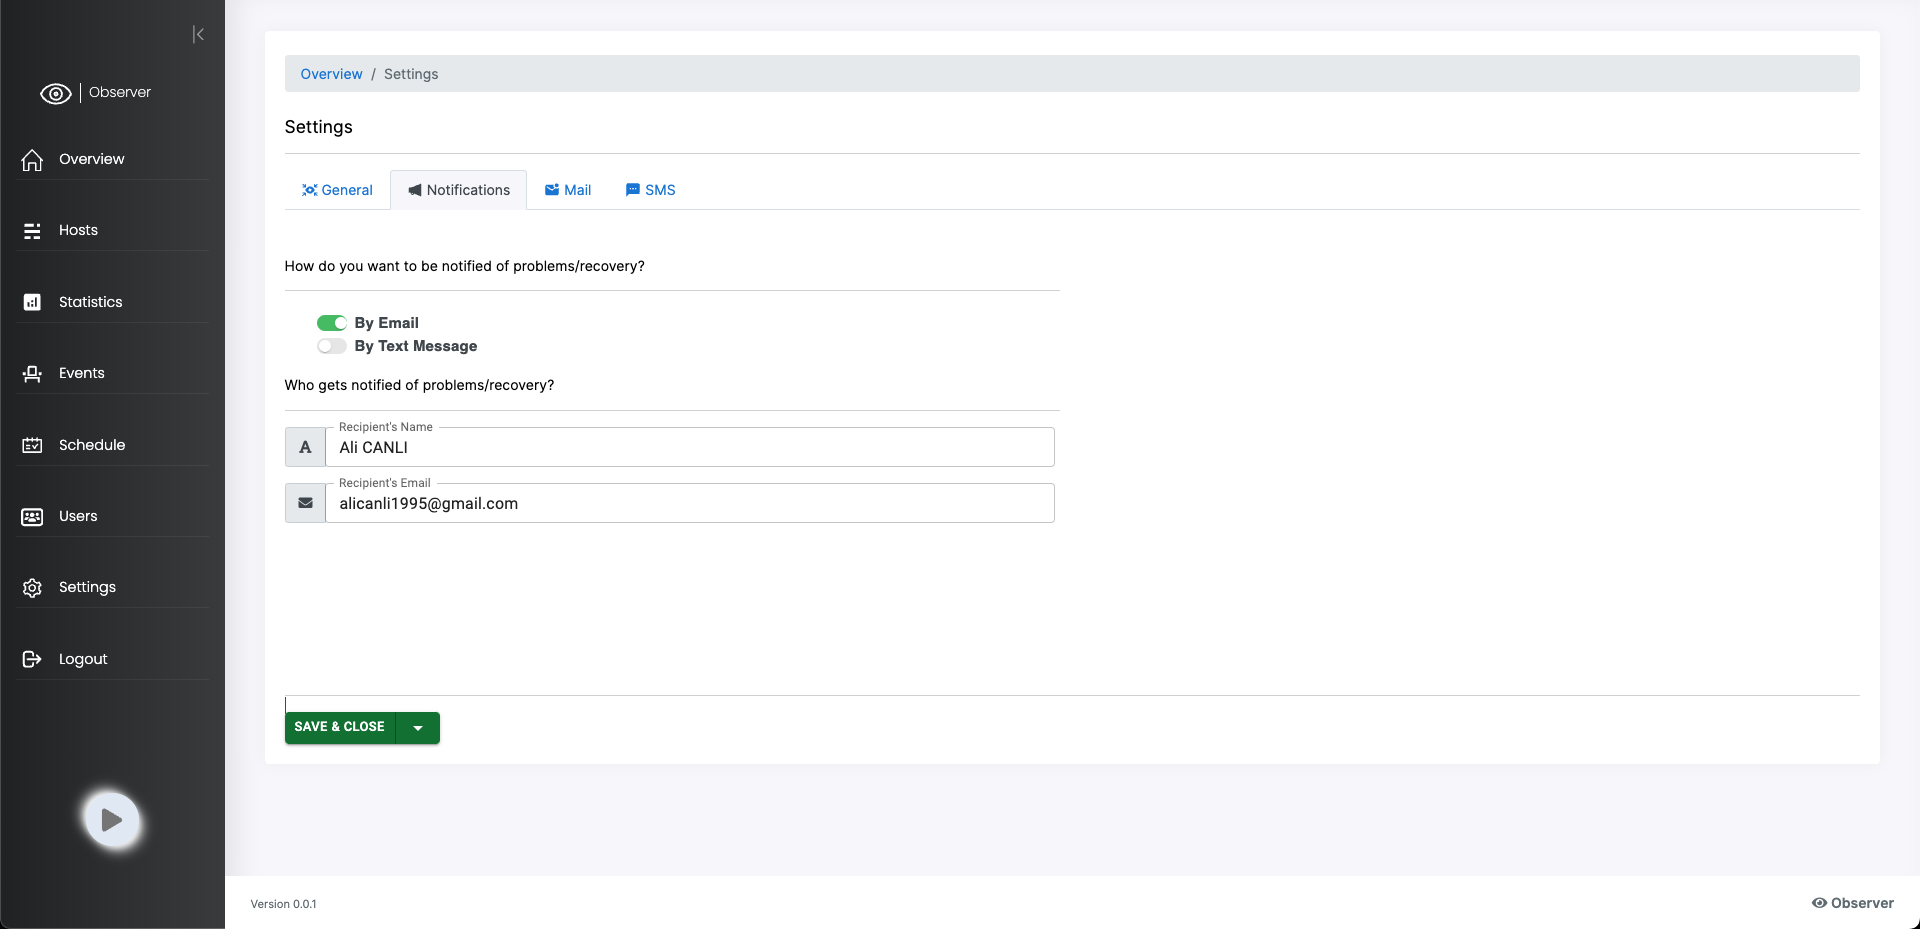 Observer
Overview
Hosts
Statistics
Events
Schedule
Users
Settings
Logout
Overview / Settings
Settings
General Notifications Mail SMS
How do you want to be notified of problems/recovery?
By Email
By Text Message
Who gets notified of problems/recovery?
Recipient's Name
A Ali CANLI
Recipient's Email
alicanli1995@gmail.com
SAVE & CLOSE
Version 0.0.1 Observer